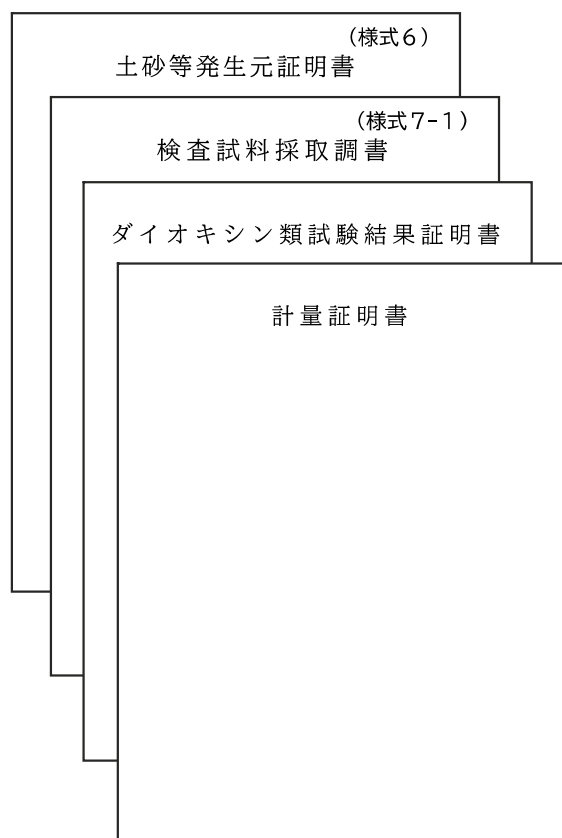 (様式6)
土砂等発生元証明書
(様式7-1)
検査試料採取調書
ダイオキシン類試験結果証明書
計量証明書